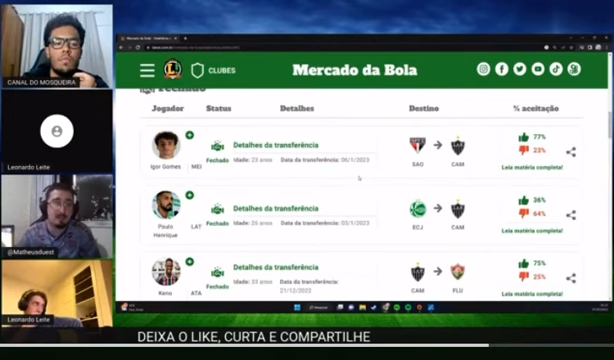 CANAL DO MOSQUEIRA
Leonardo Leite
@Matheusduest
Leonardo Leite
CLUBES
Mercado da Bola
Jogador Status Detalhes Destino % aceitação
Igor Gomes MEI
Fechado
Detalhes da transferência
Idade: 23 anos Data da transferência: 06/1/2023
SAO CAM
77%
23%
Leia matéria completa!
Paulo Henrique LAT
Fechado
Detalhes da transferência
Idade: 26 anos Data da transferência: 03/1/2023
ECJ CAM
36%
64%
Leia matéria completa!
Keno ATA
Fechado
Detalhes da transferência
Idade: 33 anos Data da transferência: 21/12/2022
CAM FLU
75%
25%
Leia matéria completa!
DEIXA O LIKE, CURTA E COMPARTILHE